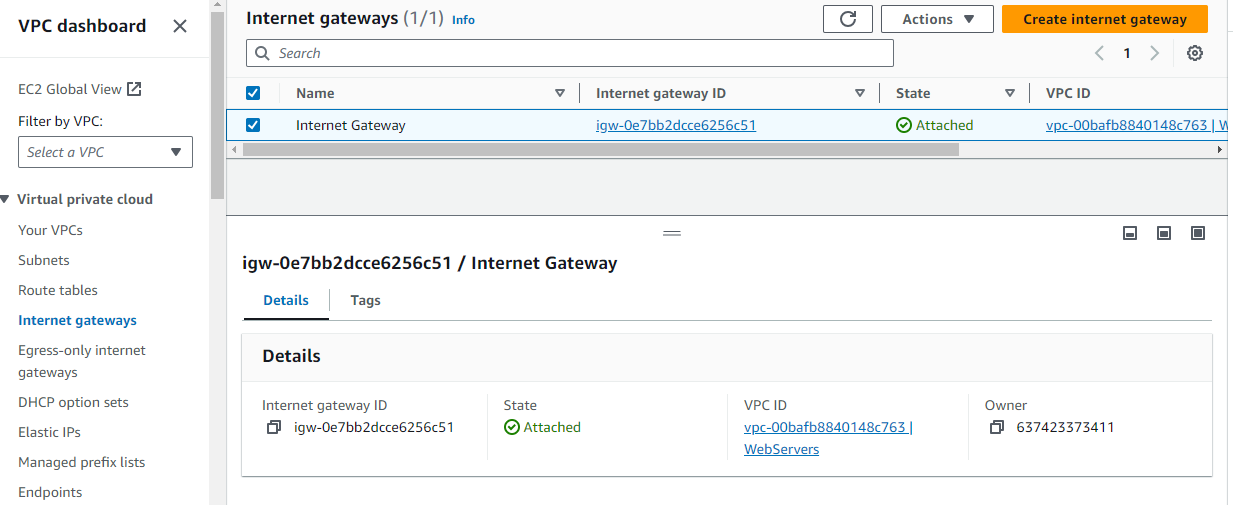 VPC dashboard
EC2 Global View
Filter by VPC:
Select a VPC
Virtual private cloud
Your VPCs
Subnets
Route tables
Internet gateways
Egress-only internet
gateways
DHCP option sets
Elastic IPs
Managed prefix lists
Endpoints
Internet gateways (1/1) Info
Actions
Create internet gateway
Search
1
Name Internet gateway ID State VPC ID
Internet Gateway igw-0e7bb2dcce6256c51 Attached vpc-00bafb8840148c763 | W
igw-0e7bb2dcce6256c51 / Internet Gateway
Details Tags
Details
Internet gateway ID State VPC ID Owner
igw-0e7bb2dcce6256c51 Attached vpc-00bafb8840148c763 | 637423373411
WebServers